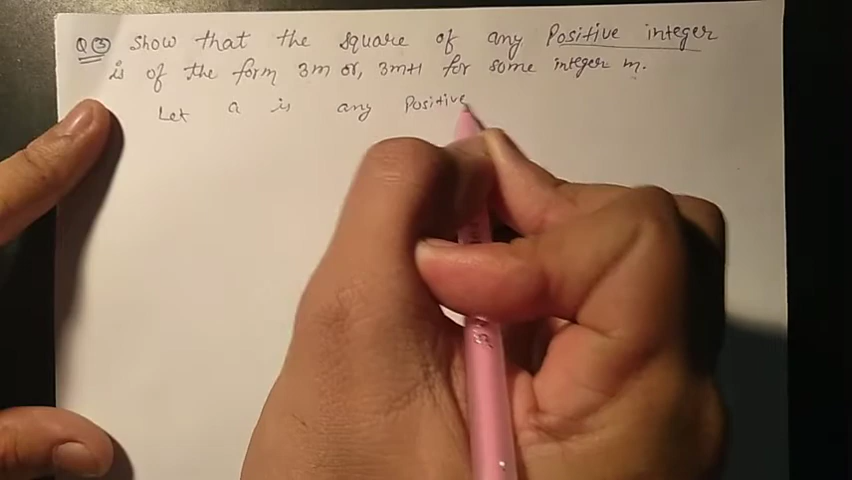 Q③ Show that the square of any Positive integer
is of the form 3m or, 3m+1 for some integer m.
Let a is any Positive